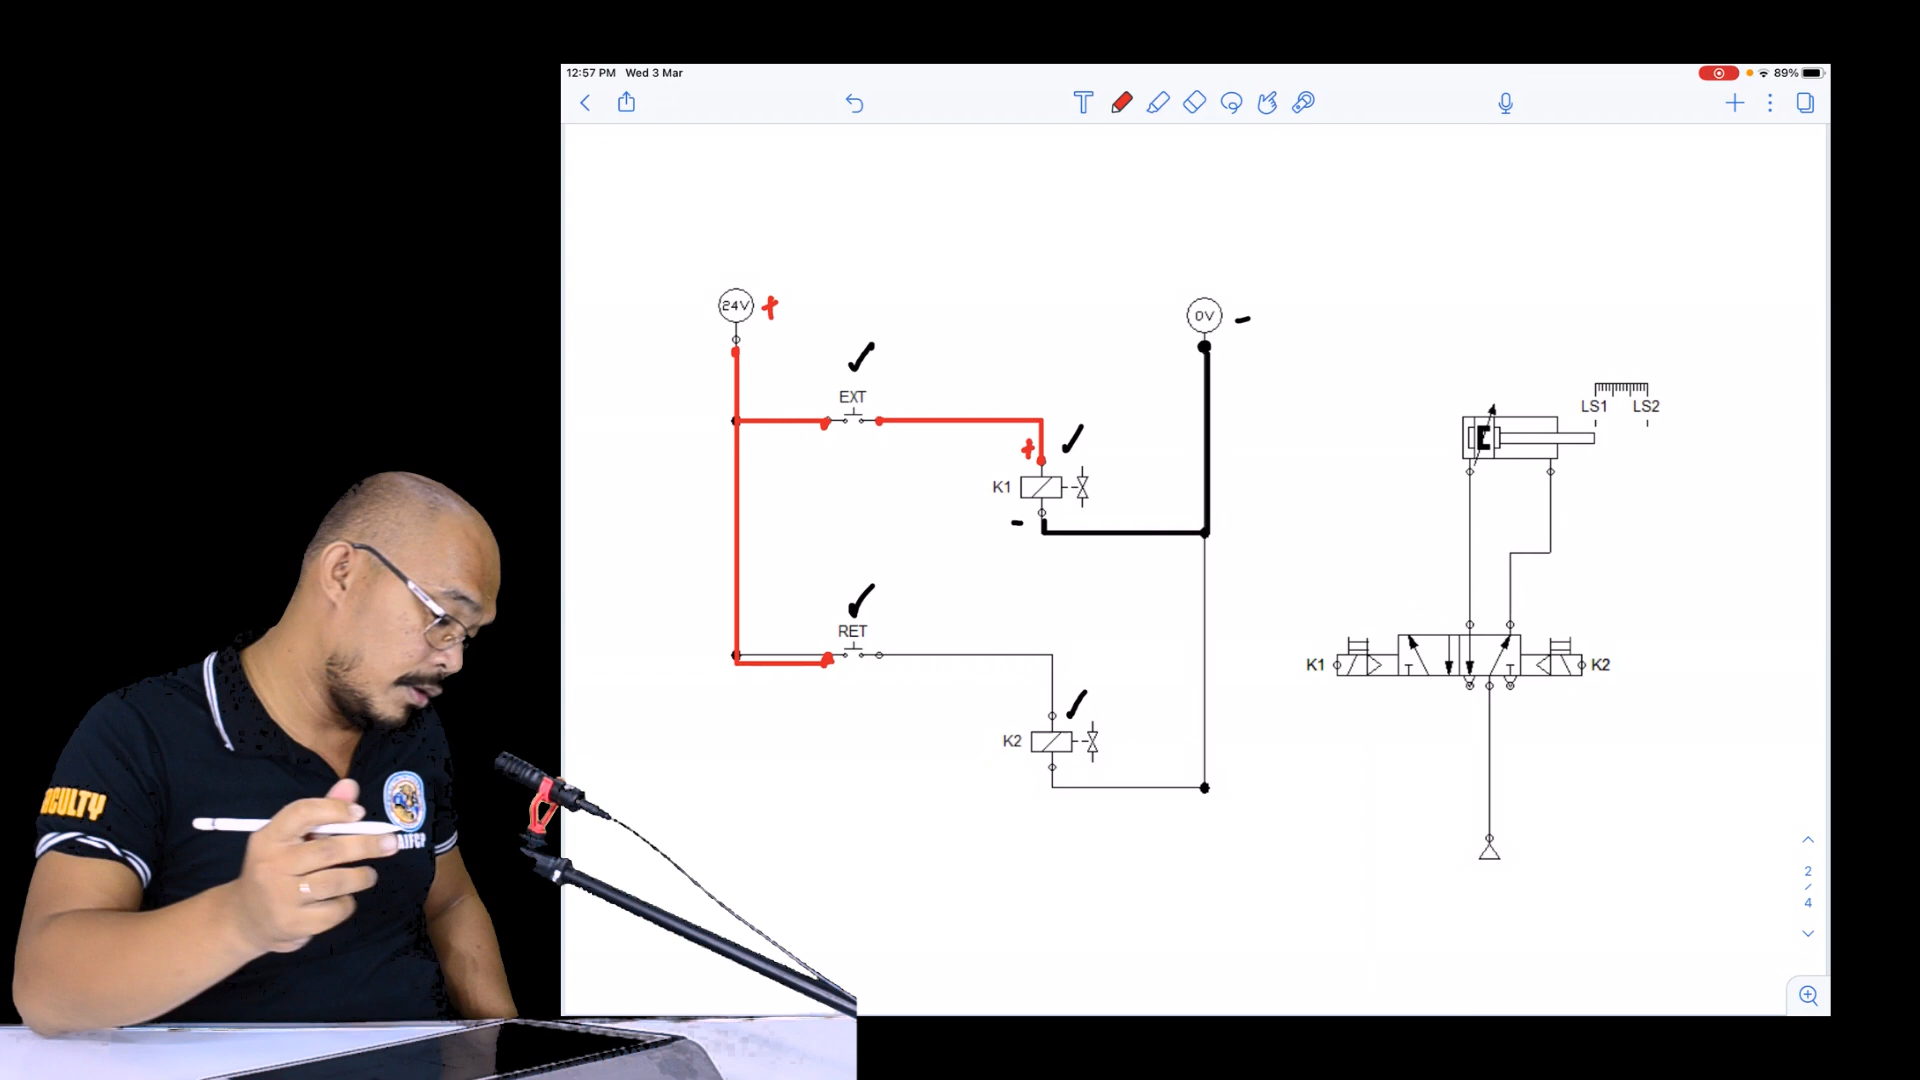 12:57 PM Wed 3 Mar
89%
24V +
0V -
EXT
+
K1
-
RET
K2
LS1 LS2
K1 K2
2
/
4
FACULTY